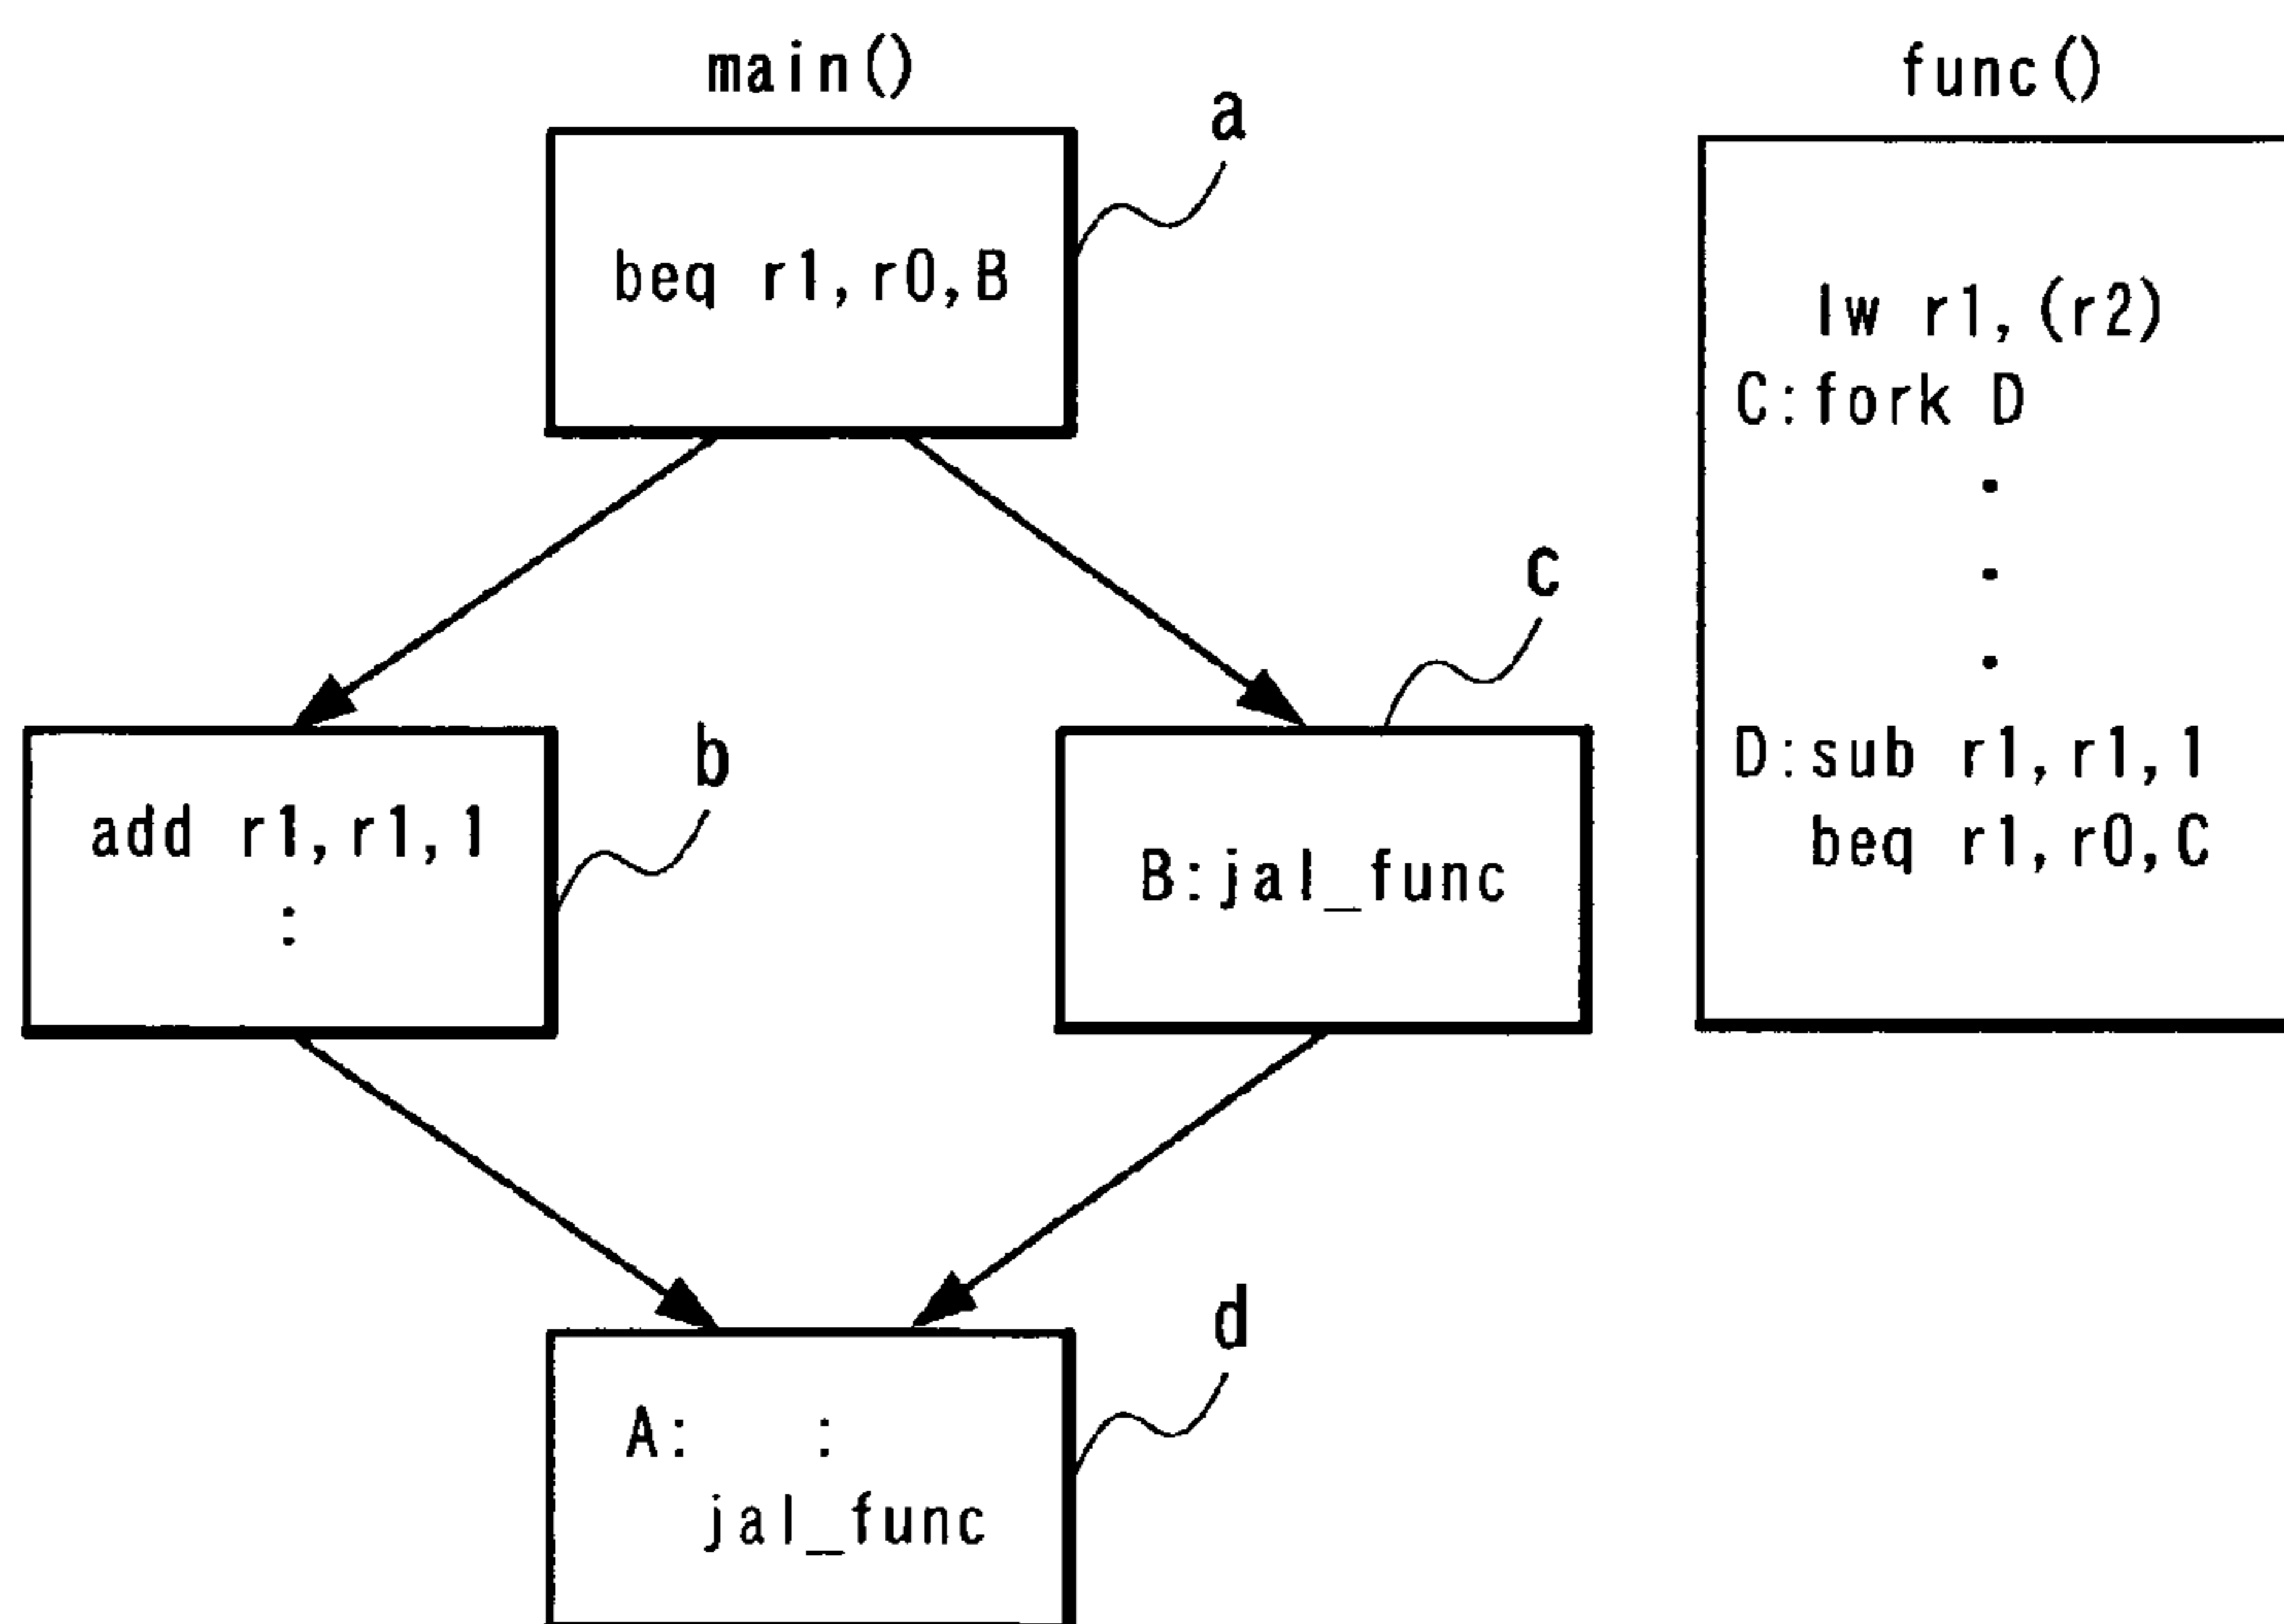 main()
a
beq r1,r0,B
b
add r1,r1,1
:
c
B:jal_func
d
A: :
jal_func
func()
lw r1,(r2)
C:fork D
.
.
.
D:sub r1,r1,1
beq r1,r0,C